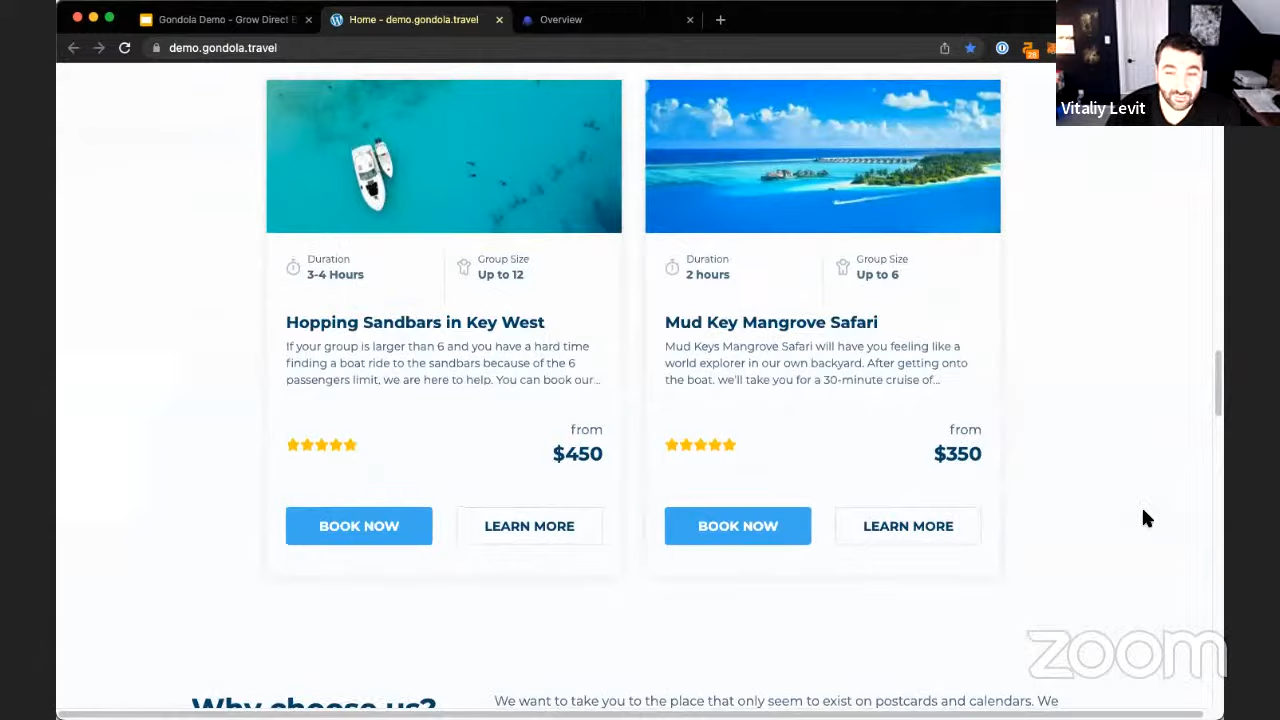 Gondola Demo - Grow Direct B
Home - demo.gondola.travel
Overview
demo.gondola.travel
28
Vitaliy Levit
Duration
3-4 Hours
Group Size
Up to 12
Duration
2 hours
Group Size
Up to 6
Hopping Sandbars in Key West
If your group is larger than 6 and you have a hard time
finding a boat ride to the sandbars because of the 6
passengers limit, we are here to help. You can book our...
Mud Key Mangrove Safari
Mud Keys Mangrove Safari will have you feeling like a
world explorer in our own backyard. After getting onto
the boat, we'll take you for a 30-minute cruise of...
from
$450
from
$350
BOOK NOW
LEARN MORE
BOOK NOW
LEARN MORE
zoom
Why choose us?
We want to take you to the place that only seem to exist on postcards and calendars. We